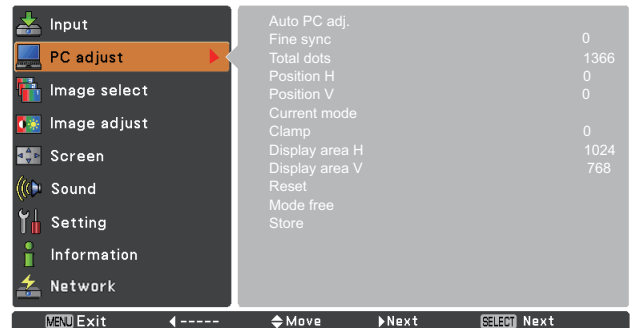 Input
PC adjust
Image select
Image adjust
Screen
Sound
Setting
Information
Network
Auto PC adj.
Fine sync 0
Total dots 1366
Position H 0
Position V 0
Current mode
Clamp 0
Display area H 1024
Display area V 768
Reset
Mode free
Store
MENU Exit ◀ ----- ◆ Move ▶ Next SELECT Next